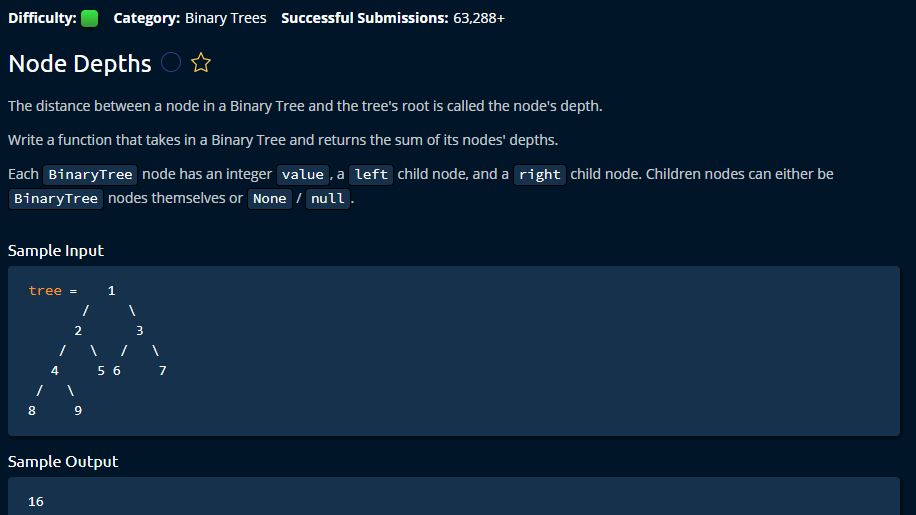 Difficulty: Category: Binary Trees Successful Submissions: 63,288+
Node Depths
The distance between a node in a Binary Tree and the tree's root is called the node's depth.
Write a function that takes in a Binary Tree and returns the sum of its nodes' depths.
Each BinaryTree node has an integer value, a left child node, and a right child node. Children nodes can either be
BinaryTree nodes themselves or None / null.
Sample Input
tree =    1
       /     \
      2       3
    /   \   /   \
   4     5 6     7
 /   \
8     9
Sample Output
16